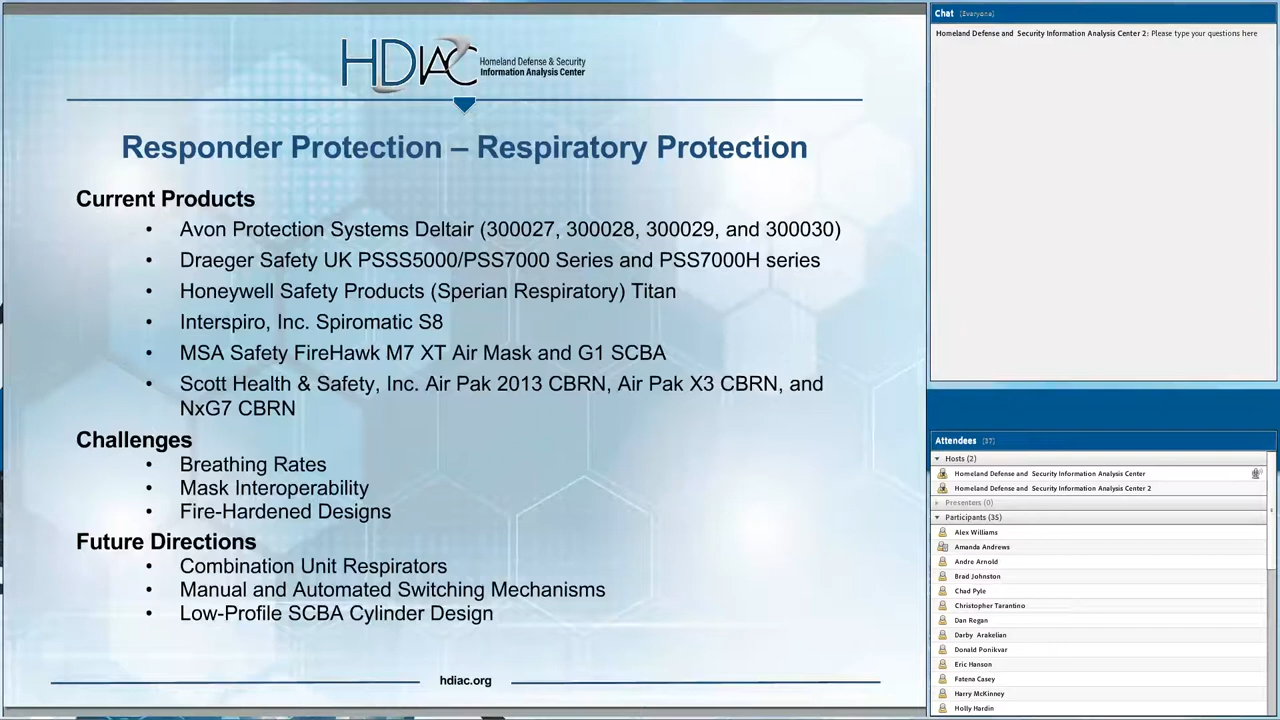 HDIAC
Homeland Defense & Security
Information Analysis Center
Responder Protection – Respiratory Protection
Current Products
• Avon Protection Systems Deltair (300027, 300028, 300029, and 300030)
• Draeger Safety UK PSSS5000/PSS7000 Series and PSS7000H series
• Honeywell Safety Products (Sperian Respiratory) Titan
• Interspiro, Inc. Spiromatic S8
• MSA Safety FireHawk M7 XT Air Mask and G1 SCBA
• Scott Health & Safety, Inc. Air Pak 2013 CBRN, Air Pak X3 CBRN, and
NxG7 CBRN
Challenges
• Breathing Rates
• Mask Interoperability
• Fire-Hardened Designs
Future Directions
• Combination Unit Respirators
• Manual and Automated Switching Mechanisms
• Low-Profile SCBA Cylinder Design
hdiac.org
Chat [Everyone]
Homeland Defense and Security Information Analysis Center 2: Please type your questions here
Attendees [37]
Hosts (2)
Homeland Defense and Security Information Analysis Center
Homeland Defense and Security Information Analysis Center 2
Presenters (0)
Participants (35)
Alex Williams
Amanda Andrews
Andre Arnold
Brad Johnston
Chad Pyle
Christopher Tarantino
Dan Regan
Darby Arakelian
Donald Ponikvar
Eric Hanson
Fatena Casey
Harry McKinney
Holly Hardin